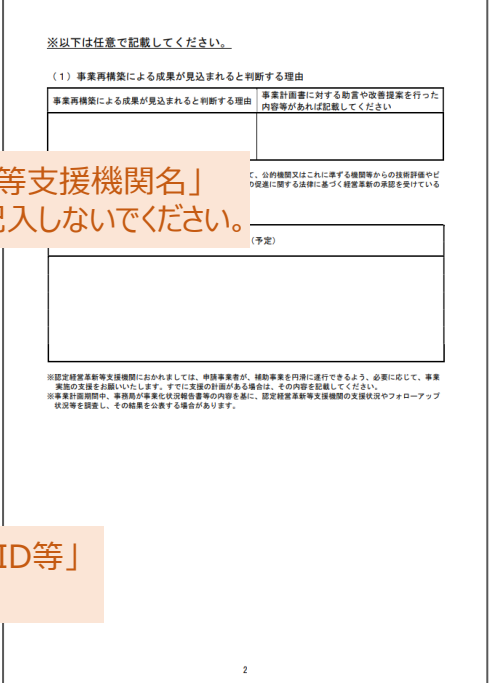 ※以下は任意で記載してください。
（１）事業再構築による成果が見込まれると判断する理由
事業再構築による成果が見込まれると判断する理由
事業計画書に対する助言や改善提案を行った
内容等があれば記載してください
等支援機関名」
記入しないでください。
て、公的機関又はこれに準ずる機関等からの技術評価やビ
の促進に関する法律に基づく経営革新の承認を受けている
（予定）
※認定経営革新等支援機関におかれましては、申請事業者が、補助事業を円滑に遂行できるよう、必要に応じて、事業
実施の支援をお願いいたします。すでに支援の計画がある場合は、その内容を記載してください。
※事業計画期間中、事務局が事業化状況報告書等の内容を基に、認定経営革新等支援機関の支援状況やフォローアップ
状況等を調査し、その結果を公表する場合があります。
ID等」
2